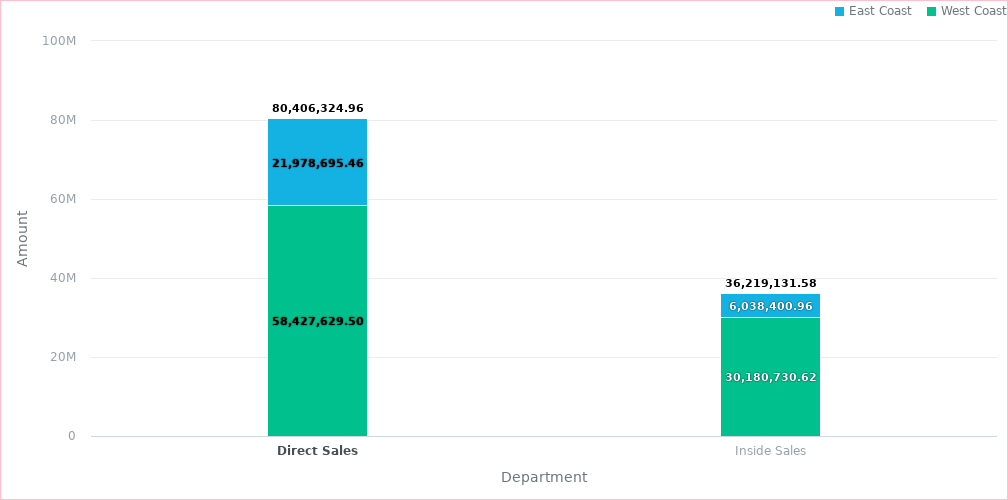 East Coast West Coast
100M
80M
60M
40M
20M
0
Amount
80,406,324.96
21,978,695.46
58,427,629.50
36,219,131.58
6,038,400.96
30,180,730.62
Direct Sales Inside Sales
Department